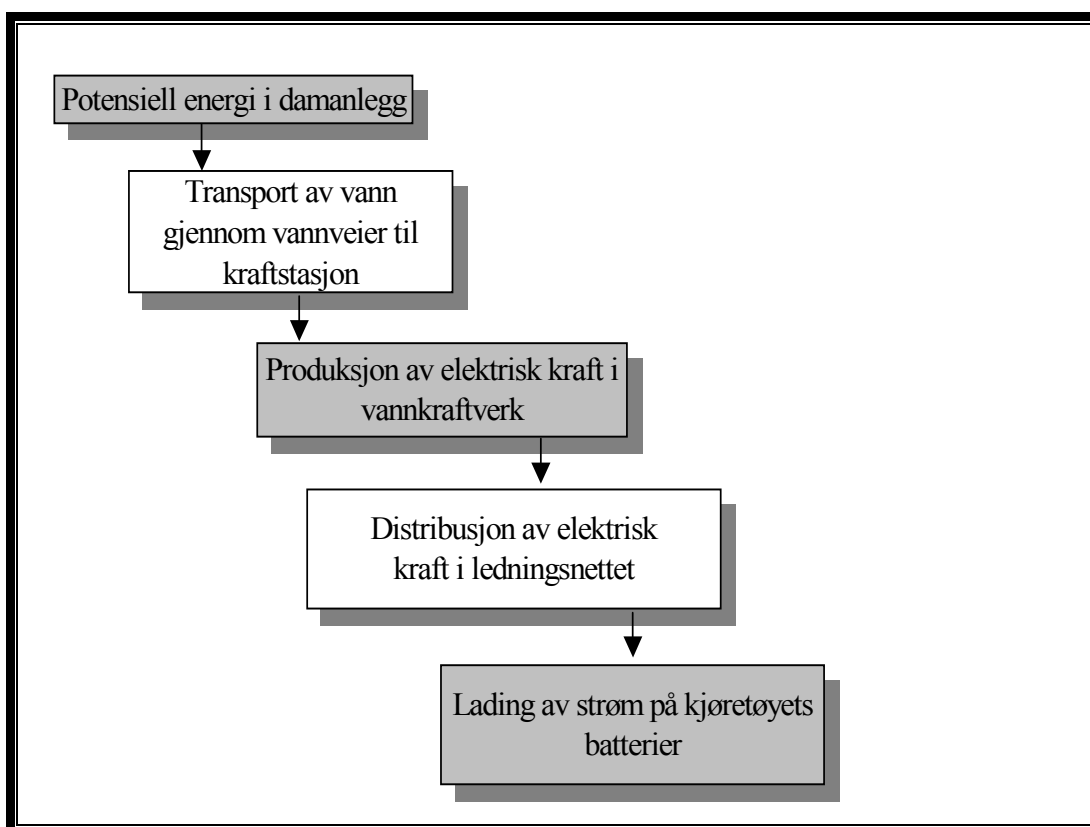 Potensiell energi i damanlegg
Transport av vann
gjennom vannveier til
kraftstasjon
Produksjon av elektrisk kraft i
vannkraftverk
Distribusjon av elektrisk
kraft i ledningsnettet
Lading av strøm på kjøretøyets
batterier